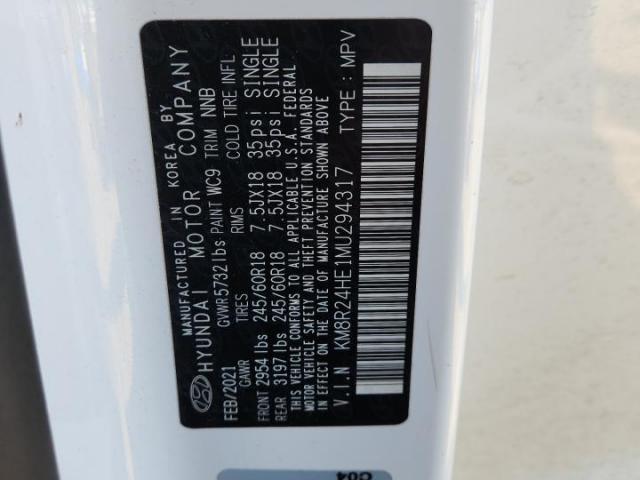 MANUFACTURED IN KOREA BY
HYUNDAI MOTOR COMPANY
FEB/2021 GVWR 5732 lbs PAINT WC9 TRIM NNB
GAWR TIRES RIMS COLD TIRE INFL
FRONT 2954 lbs 245/60R18 7.5JX18 35psi SINGLE
REAR 3197 lbs 245/60R18 7.5JX18 35psi SINGLE
THIS VEHICLE CONFORMS TO ALL APPLICABLE U.S.A. FEDERAL
MOTOR VEHICLE SAFETY AND THEFT PREVENTION STANDARDS
IN EFFECT ON THE DATE OF MANUFACTURE SHOWN ABOVE
V.I.N KM8R24HE1MU294317 TYPE : MPV